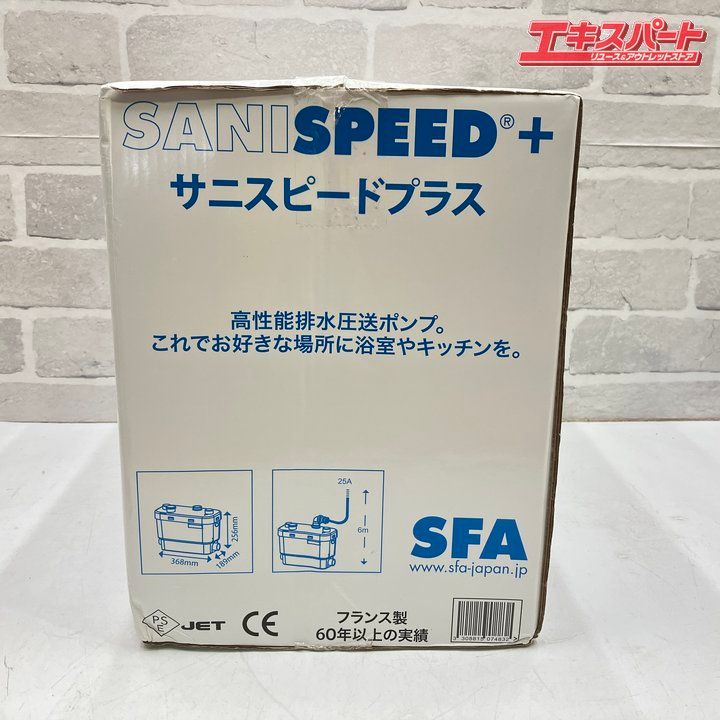 エキスパート
リユース&アウトレットストア
SANISPEED®+
サニスピードプラス
高性能排水圧送ポンプ。
これでお好きな場所に浴室やキッチンを。
256mm
368mm
189mm
25A
6m
SFA
www.sfa-japan.jp
PSE
JET
CE
フランス製
60年以上の実績
3 308815 074832 >